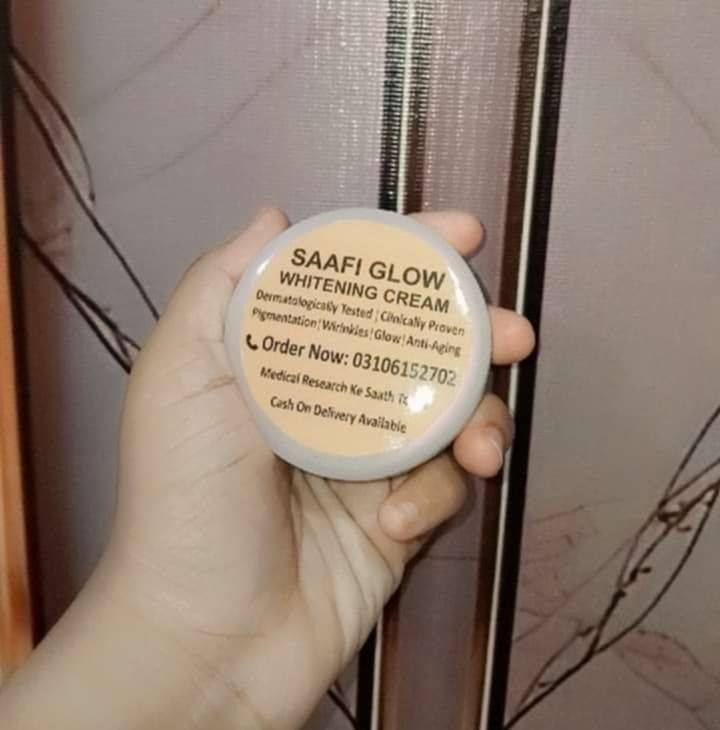 SAAFI GLOW
WHITENING CREAM
Dermatologically Tested | Clinically Proven
Pigmentation | Wirinkles | Glow | Anti-Aging
Order Now: 03106152702
Medical Research Ke Saath
Cash On Delivery Available